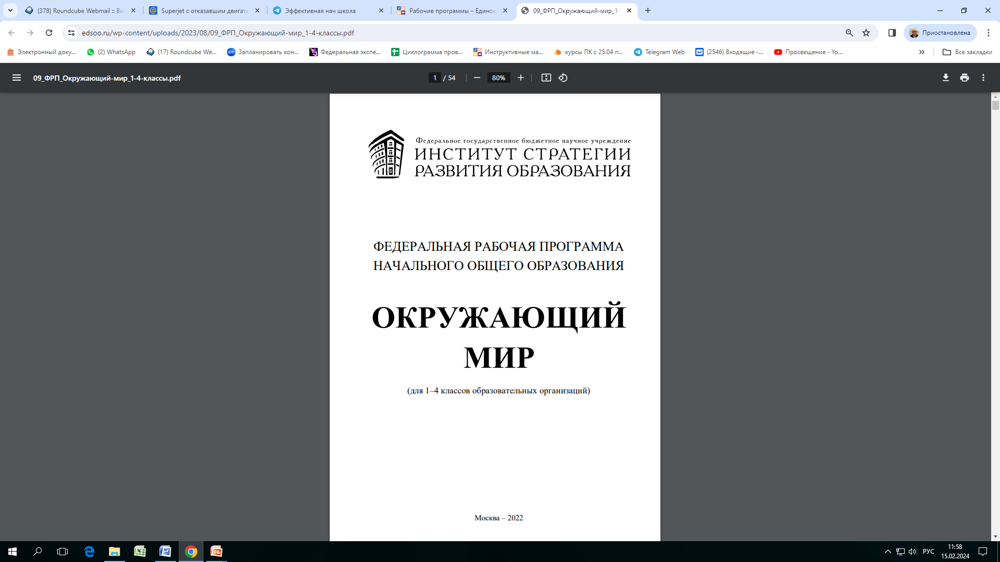 (378) Roundcube Webmail :: Вх
Superjet с отказавшим двигате
Эффективная нач школа
Рабочие программы – Единое
09_ФРП_Окружающий-мир_1-
edsoo.ru/wp-content/uploads/2023/08/09_ФРП_Окружающий-мир_1-4-классы.pdf
Приостановлена
Электронный доку...
(2) WhatsApp
(17) Roundcube We...
zm
Запланировать кон...
Федеральная экспе...
Циклограмма пров...
Инструктивные ма...
курсы ПК с 25.04 п...
Telegram Web
(2546) Входящие -...
Просвещение - Yo...
Все закладки
09_ФРП_Окружающий-мир_1-4-классы.pdf
1 / 54
80%
Федеральное государственное бюджетное научное учреждение
ИНСТИТУТ СТРАТЕГИИ
РАЗВИТИЯ ОБРАЗОВАНИЯ
ФЕДЕРАЛЬНАЯ РАБОЧАЯ ПРОГРАММА
НАЧАЛЬНОГО ОБЩЕГО ОБРАЗОВАНИЯ
ОКРУЖАЮЩИЙ
МИР
(для 1–4 классов образовательных организаций)
Москва – 2022
РУС
11:58
15.02.2024